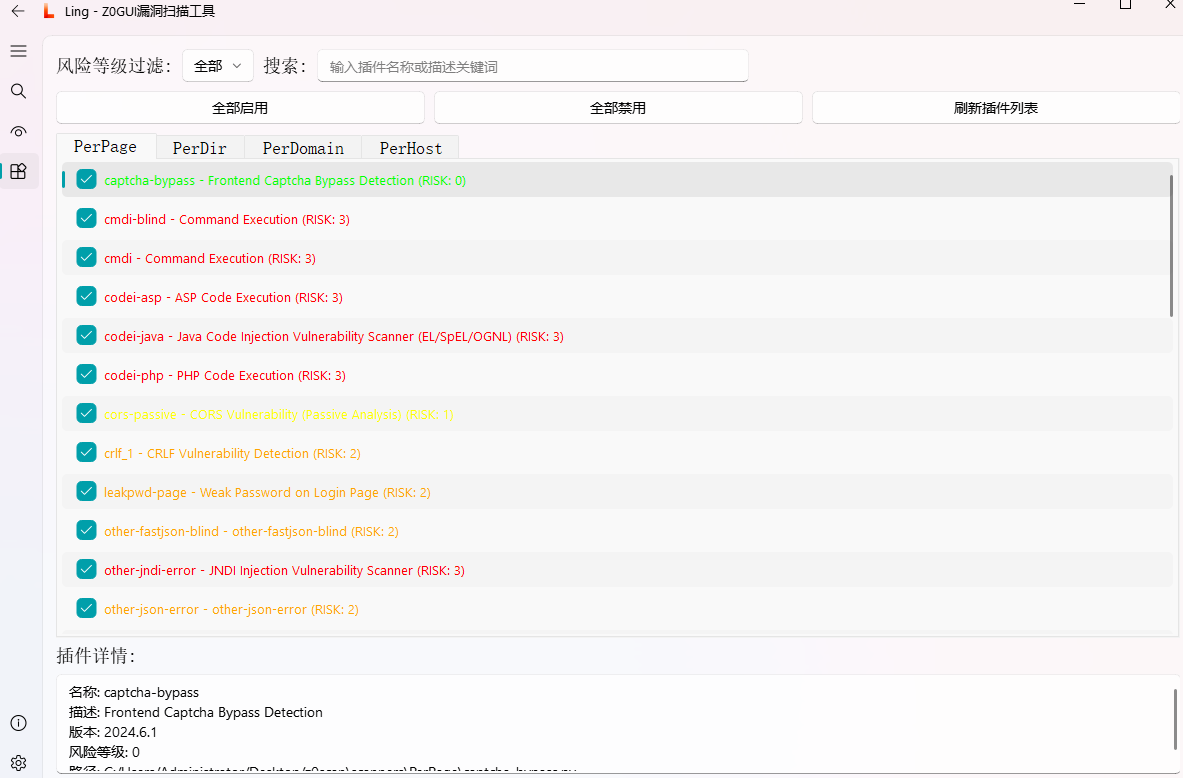 Ling - Z0GUI漏洞扫描工具
风险等级过滤： 全部 搜索： 输入插件名称或描述关键词
全部启用 全部禁用 刷新插件列表
PerPage PerDir PerDomain PerHost
captcha-bypass - Frontend Captcha Bypass Detection (RISK: 0)
cmdi-blind - Command Execution (RISK: 3)
cmdi - Command Execution (RISK: 3)
codei-asp - ASP Code Execution (RISK: 3)
codei-java - Java Code Injection Vulnerability Scanner (EL/SpEL/OGNL) (RISK: 3)
codei-php - PHP Code Execution (RISK: 3)
cors-passive - CORS Vulnerability (Passive Analysis) (RISK: 1)
crlf_1 - CRLF Vulnerability Detection (RISK: 2)
leakpwd-page - Weak Password on Login Page (RISK: 2)
other-fastjson-blind - other-fastjson-blind (RISK: 2)
other-jndi-error - JNDI Injection Vulnerability Scanner (RISK: 3)
other-json-error - other-json-error (RISK: 2)
插件详情：
名称: captcha-bypass
描述: Frontend Captcha Bypass Detection
版本: 2024.6.1
风险等级: 0